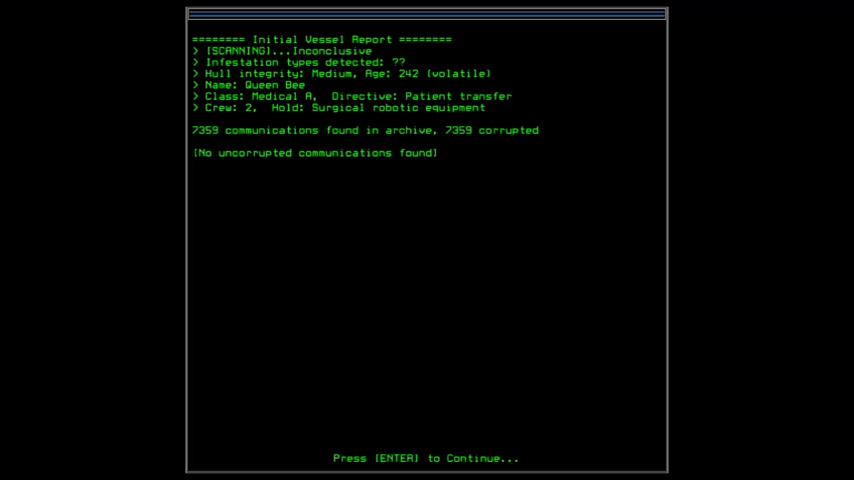 ======== Initial Vessel Report ========
> [SCANNING]...Inconclusive
> Infestation types detected: ??
> Hull integrity: Medium, Age: 242 (volatile)
> Name: Queen Bee
> Class: Medical A,  Directive: Patient transfer
> Crew: 2,  Hold: Surgical robotic equipment
7359 communications found in archive, 7359 corrupted
[No uncorrupted communications found]
Press [ENTER] to Continue...